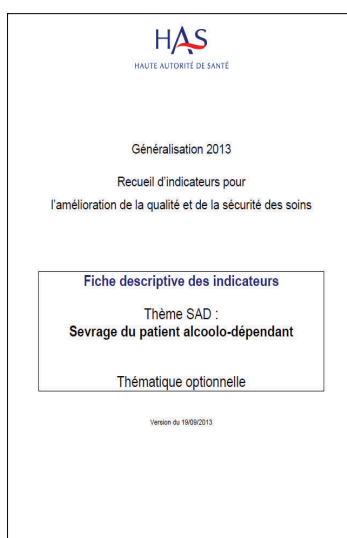 HAS
HAUTE AUTORITÉ DE SANTÉ
Généralisation 2013
Recueil d'indicateurs pour
l'amélioration de la qualité et de la sécurité des soins
Fiche descriptive des indicateurs
Thème SAD :
Sevrage du patient alcoolo-dépendant
Thématique optionnelle
Version du 19/09/2013